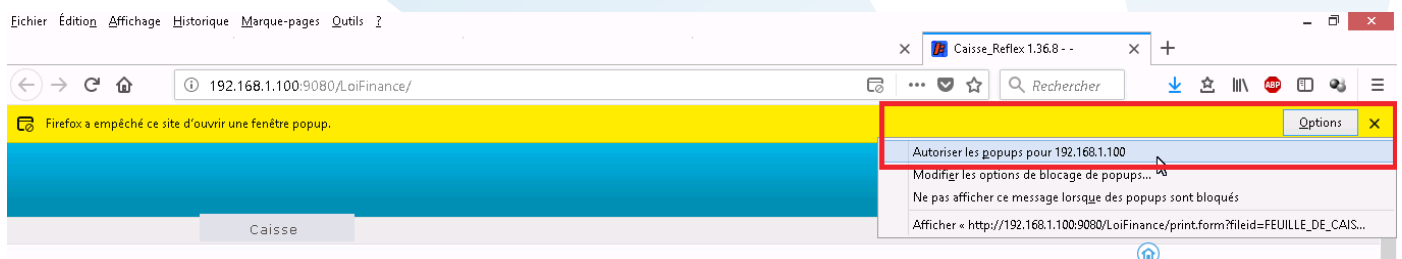 Fichier Édition Affichage Historique Marque-pages Outils ?
Caisse_Reflex 1.36.8 - -
192.168.1.100:9080/LoiFinance/
Rechercher
ABP
Firefox a empêché ce site d'ouvrir une fenêtre popup.
Options
Autoriser les popups pour 192.168.1.100
Modifier les options de blocage de popups...
Ne pas afficher ce message lorsque des popups sont bloqués
Afficher « http://192.168.1.100:9080/LoiFinance/print.form?fileid=FEUILLE_DE_CAIS...
Caisse